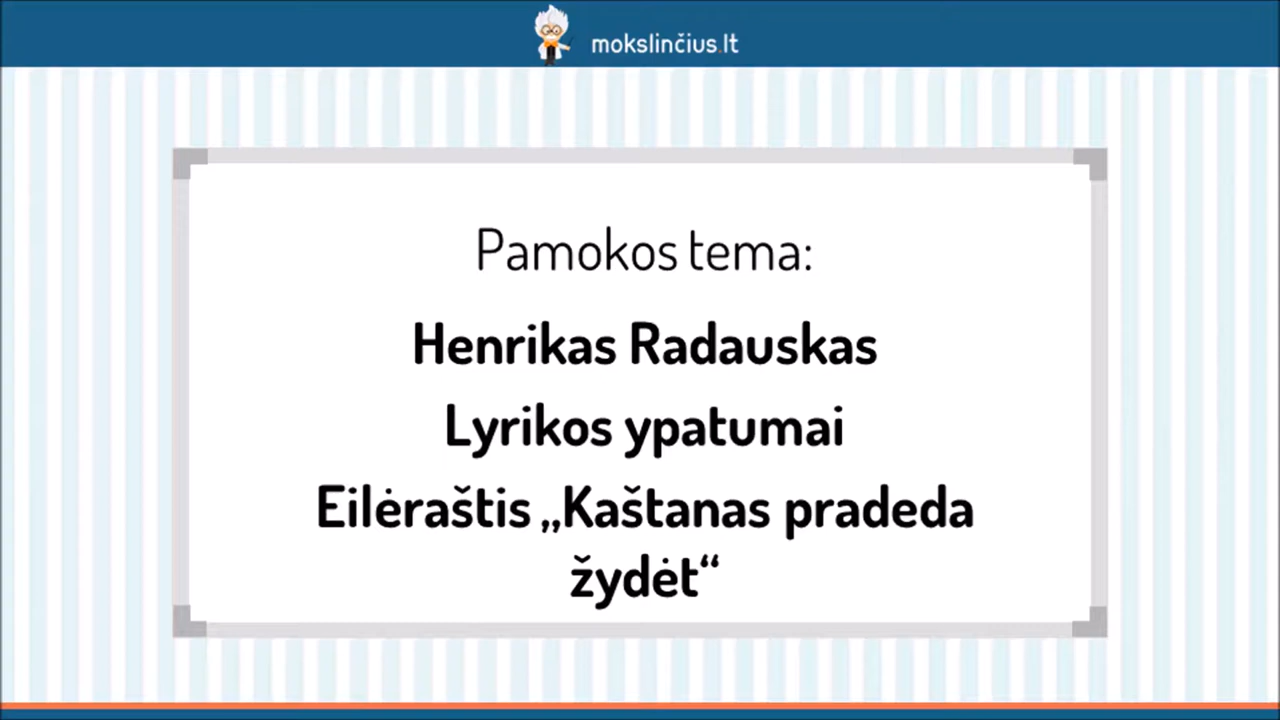 mokslinčius.lt
Pamokos tema:
Henrikas Radauskas
Lyrikos ypatumai
Eilėraštis „Kaštanas pradeda
žydėt“